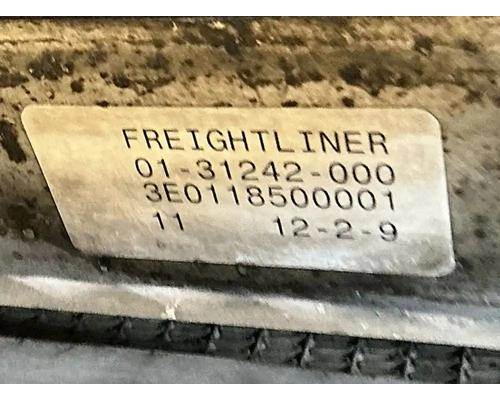 FREIGHTLINER
01-31242-000
3E0118500001
11 12-2-9